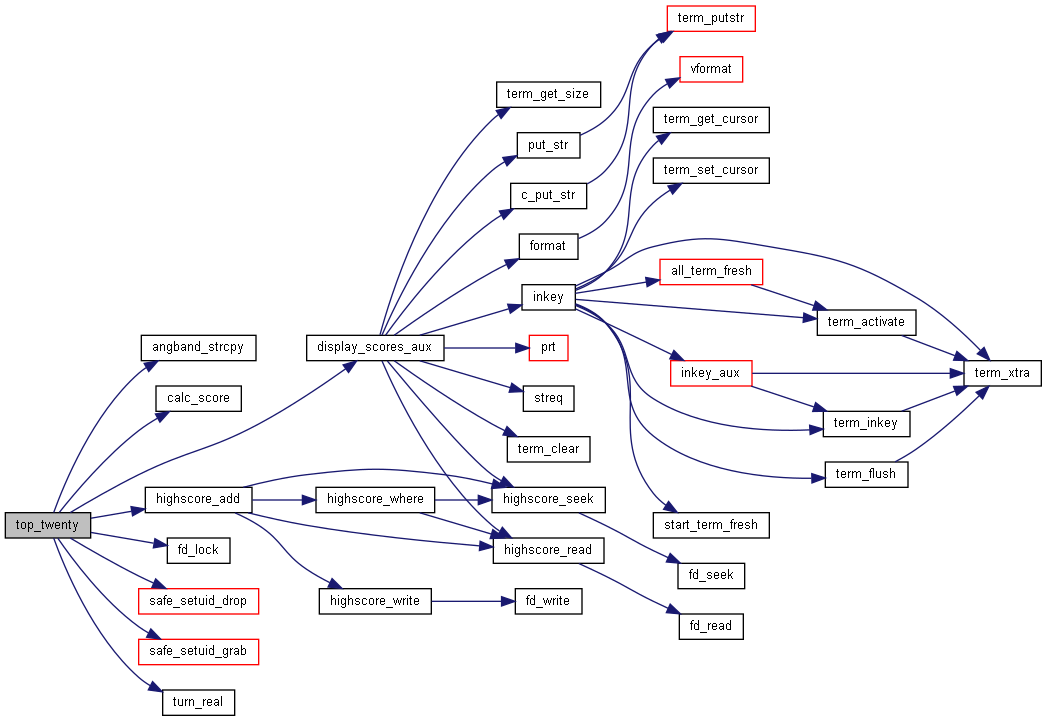 term_putstr
vformat
term_get_size
term_get_cursor
put_str
term_set_cursor
c_put_str
format
all_term_fresh
inkey
term_activate
angband_strcpy
display_scores_aux
prt
inkey_aux
term_xtra
calc_score
streq
term_inkey
term_clear
term_flush
highscore_add
highscore_where
highscore_seek
top_twenty
start_term_fresh
fd_lock
highscore_read
fd_seek
safe_setuid_drop
highscore_write
fd_write
fd_read
safe_setuid_grab
turn_real